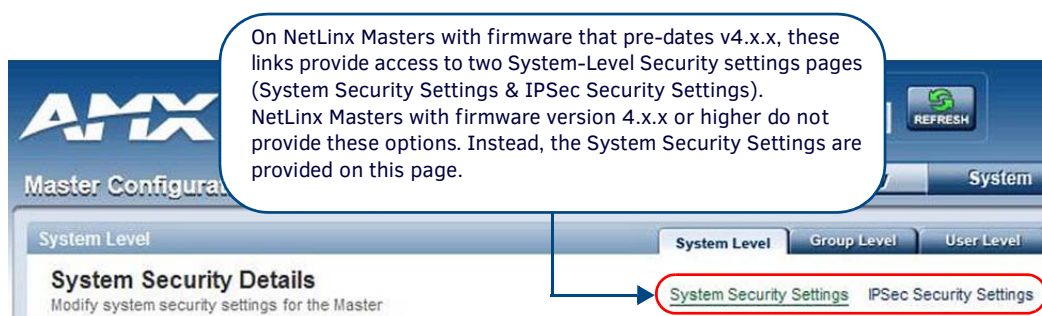 On NetLinx Masters with firmware that pre-dates v4.x.x, these
links provide access to two System-Level Security settings pages
(System Security Settings & IPSec Security Settings).
NetLinx Masters with firmware version 4.x.x or higher do not
provide these options. Instead, the System Security Settings are
provided on this page.
AMX
REFRESH
Master
System
System Level
System Level Group Level User Level
System Security Details
Modify system security settings for the Master
System Security Settings IPSec Security Settings